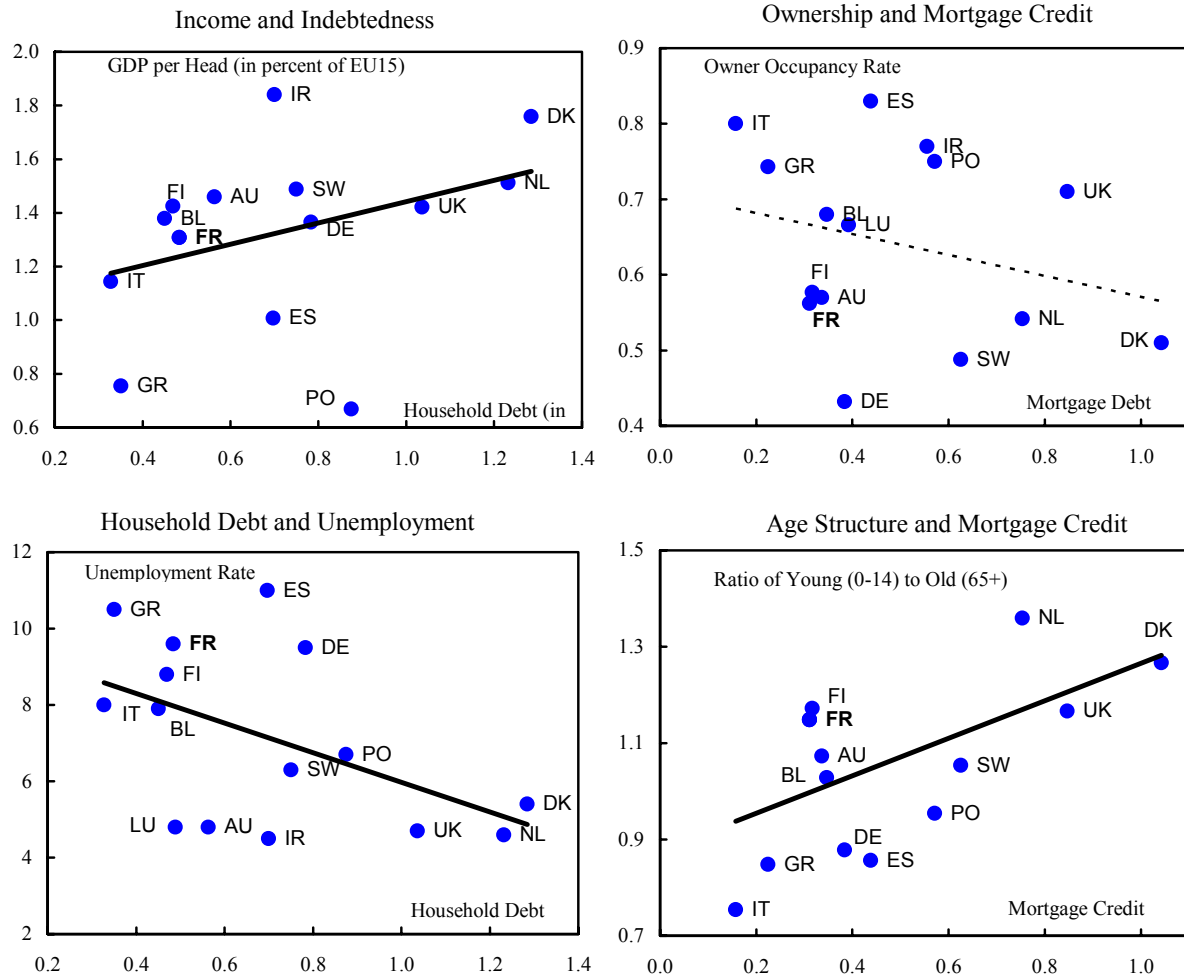 Income and Indebtedness
2.0
GDP per Head (in percent of EU15)
IR
1.8
DK
1.6
FI
AU
SW
NL
1.4
BL
UK
FR
DE
1.2
IT
1.0
ES
0.8
GR
PO
Household Debt (in
0.6
0.0 0.2 0.4 0.6 0.8 1.0 1.2 1.4
Ownership and Mortgage Credit
0.9
Owner Occupancy Rate
ES
0.8
IT
IR
PO
GR
UK
0.7
BL
LU
0.6
FI
AU
FR
NL
DK
0.5
SW
DE
Mortgage Debt
0.4
0.0 0.2 0.4 0.6 0.8 1.0
Household Debt and Unemployment
12
Unemployment Rate
ES
GR
10
FR
DE
FI
8
IT
BL
PO
SW
6
DK
LU
AU
IR
UK
NL
4
Household Debt
2
0.2 0.4 0.6 0.8 1.0 1.2 1.4
Age Structure and Mortgage Credit
1.5
Ratio of Young (0-14) to Old (65+)
NL
DK
1.3
FI
FR
UK
1.1
AU
BL
SW
PO
0.9
DE
GR
ES
IT
Mortgage Credit
0.7
0.0 0.2 0.4 0.6 0.8 1.0